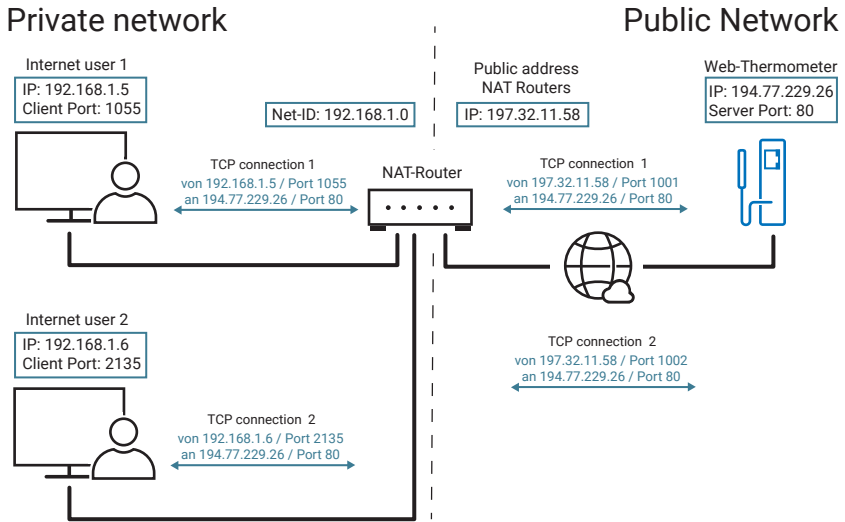 Private network
Public Network
Internet user 1
IP: 192.168.1.5
Client Port: 1055
Net-ID: 192.168.1.0
Public address
NAT Routers
IP: 197.32.11.58
Web-Thermometer
IP: 194.77.229.26
Server Port: 80
TCP connection 1
von 192.168.1.5 / Port 1055
an 194.77.229.26 / Port 80
NAT-Router
TCP connection 1
von 197.32.11.58 / Port 1001
an 194.77.229.26 / Port 80
Internet user 2
IP: 192.168.1.6
Client Port: 2135
TCP connection 2
von 192.168.1.6 / Port 2135
an 194.77.229.26 / Port 80
TCP connection 2
von 197.32.11.58 / Port 1002
an 194.77.229.26 / Port 80